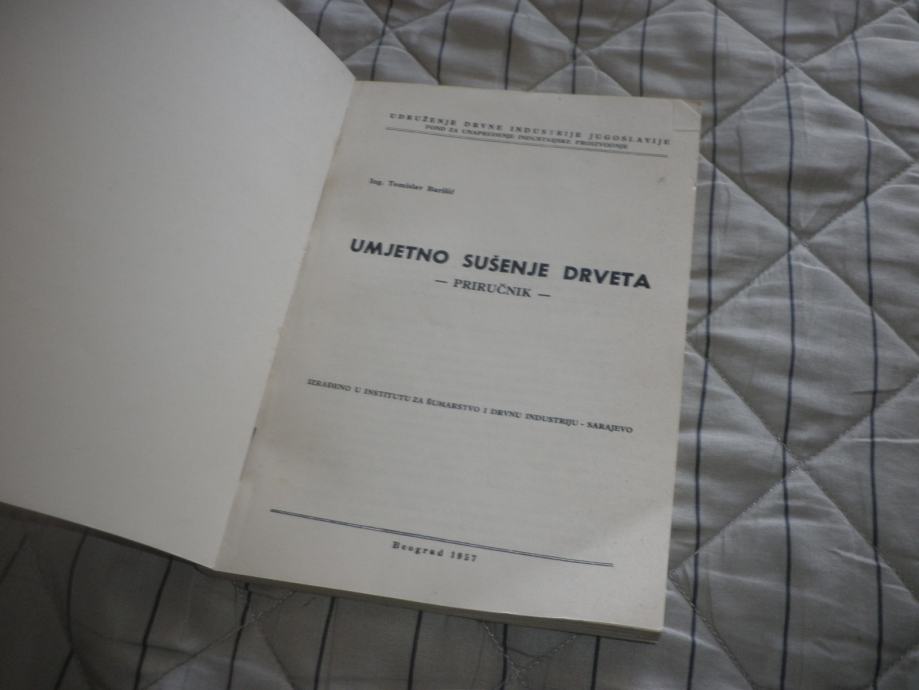 UDRUŽENJE DRVNE INDUSTRIJE JUGOSLAVIJE
FOND ZA UNAPREĐENJE INDUSTRIJSKE PROIZVODNJE
Ing. Tomislav Barišić
UMJETNO SUŠENJE DRVETA
— PRIRUČNIK —
IZRAĐENO U INSTITUTU ZA ŠUMARSTVO I DRVNU INDUSTRIJU - SARAJEVO
Beograd 1957